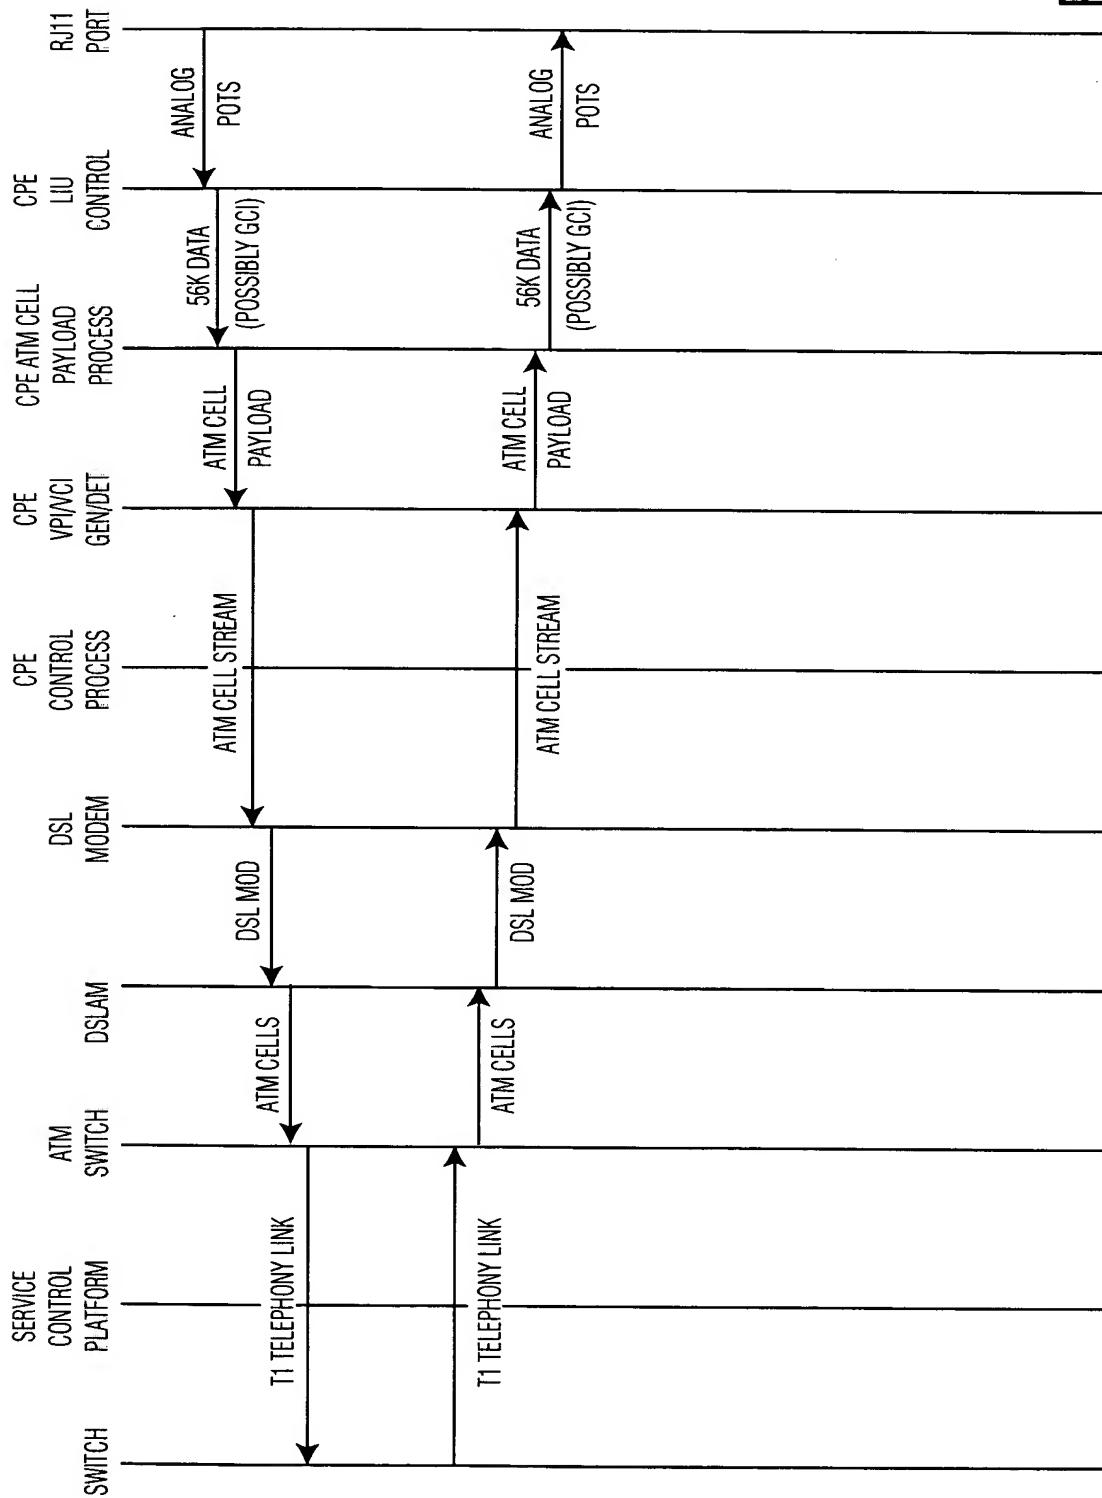 SWITCH
SERVICE
CONTROL
PLATFORM
ATM
SWITCH
DSLAM
DSL
MODEM
CPE
CONTROL
PROCESS
CPE
VPI/VCI
GEN/DET
CPE ATM CELL
PAYLOAD
PROCESS
CPE
LIU
CONTROL
RJ11
PORT
ANALOG
POTS
56K DATA
(POSSIBLY GCI)
ATM CELL
PAYLOAD
ATM CELL STREAM
DSL MOD
ATM CELLS
T1 TELEPHONY LINK
T1 TELEPHONY LINK
ATM CELLS
DSL MOD
ATM CELL STREAM
ATM CELL
PAYLOAD
56K DATA
(POSSIBLY GCI)
ANALOG
POTS